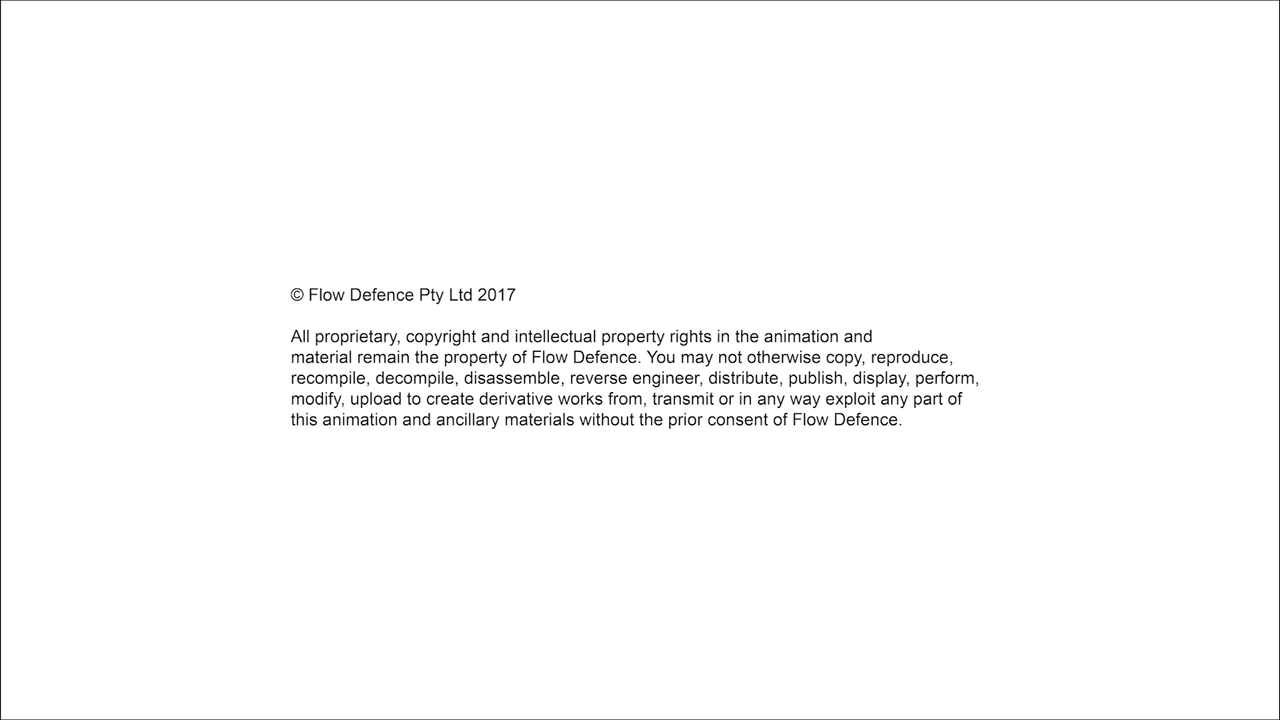 © Flow Defence Pty Ltd 2017
All proprietary, copyright and intellectual property rights in the animation and
material remain the property of Flow Defence. You may not otherwise copy, reproduce,
recompile, decompile, disassemble, reverse engineer, distribute, publish, display, perform,
modify, upload to create derivative works from, transmit or in any way exploit any part of
this animation and ancillary materials without the prior consent of Flow Defence.